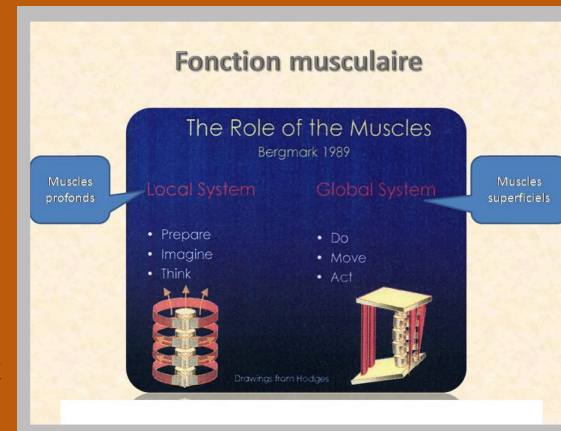 Fonction musculaire
The Role of the Muscles
Bergmark 1989
Muscles
profonds
Local System
• Prepare
• Imagine
• Think
Global System
• Do
• Move
• Act
Muscles
superficiels
Drawings from Hodges